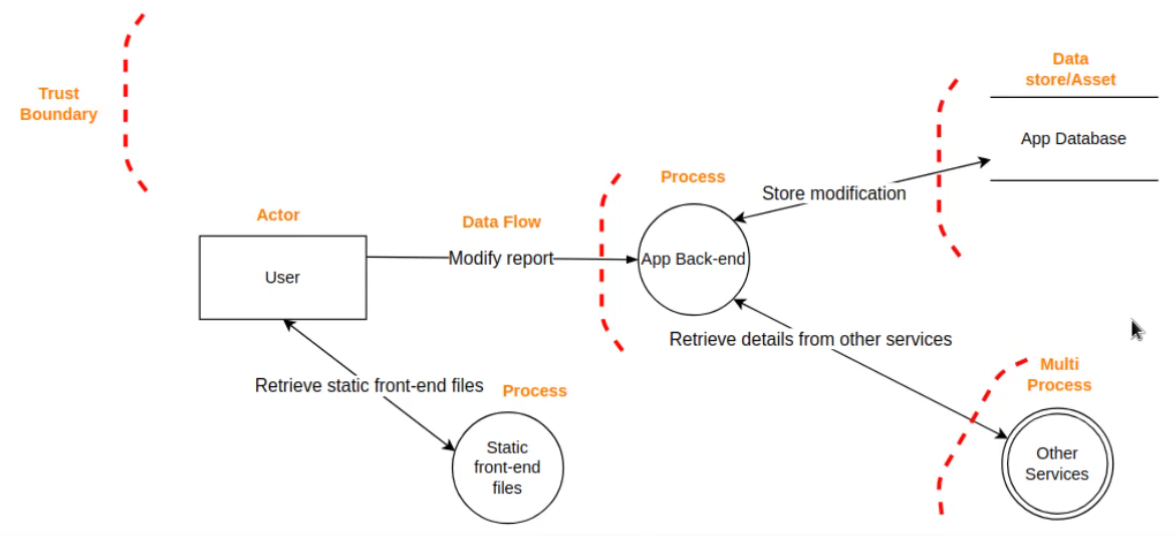 Data
store/Asset
Trust
Boundary
App Database
Process
Store modification
Actor
Data Flow
User
Modify report
App Back-end
Retrieve details from other services
Multi
Process
Retrieve static front-end files
Process
Static
front-end
files
Other
Services